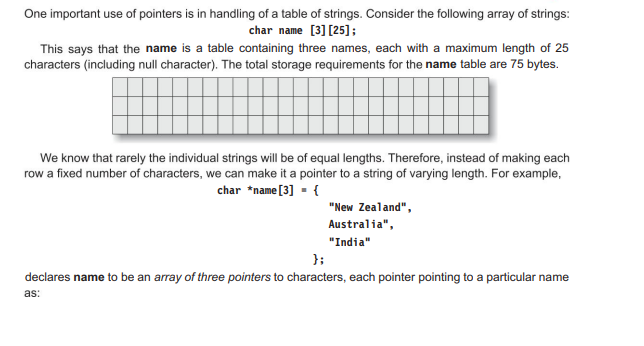 One important use of pointers is in handling of a table of strings. Consider the following array of strings:
char name [3][25];
This says that the name is a table containing three names, each with a maximum length of 25
characters (including null character). The total storage requirements for the name table are 75 bytes.
We know that rarely the individual strings will be of equal lengths. Therefore, instead of making each
row a fixed number of characters, we can make it a pointer to a string of varying length. For example,
char *name[3] = {
"New Zealand",
Australia",
"India"
};
declares name to be an array of three pointers to characters, each pointer pointing to a particular name
as: